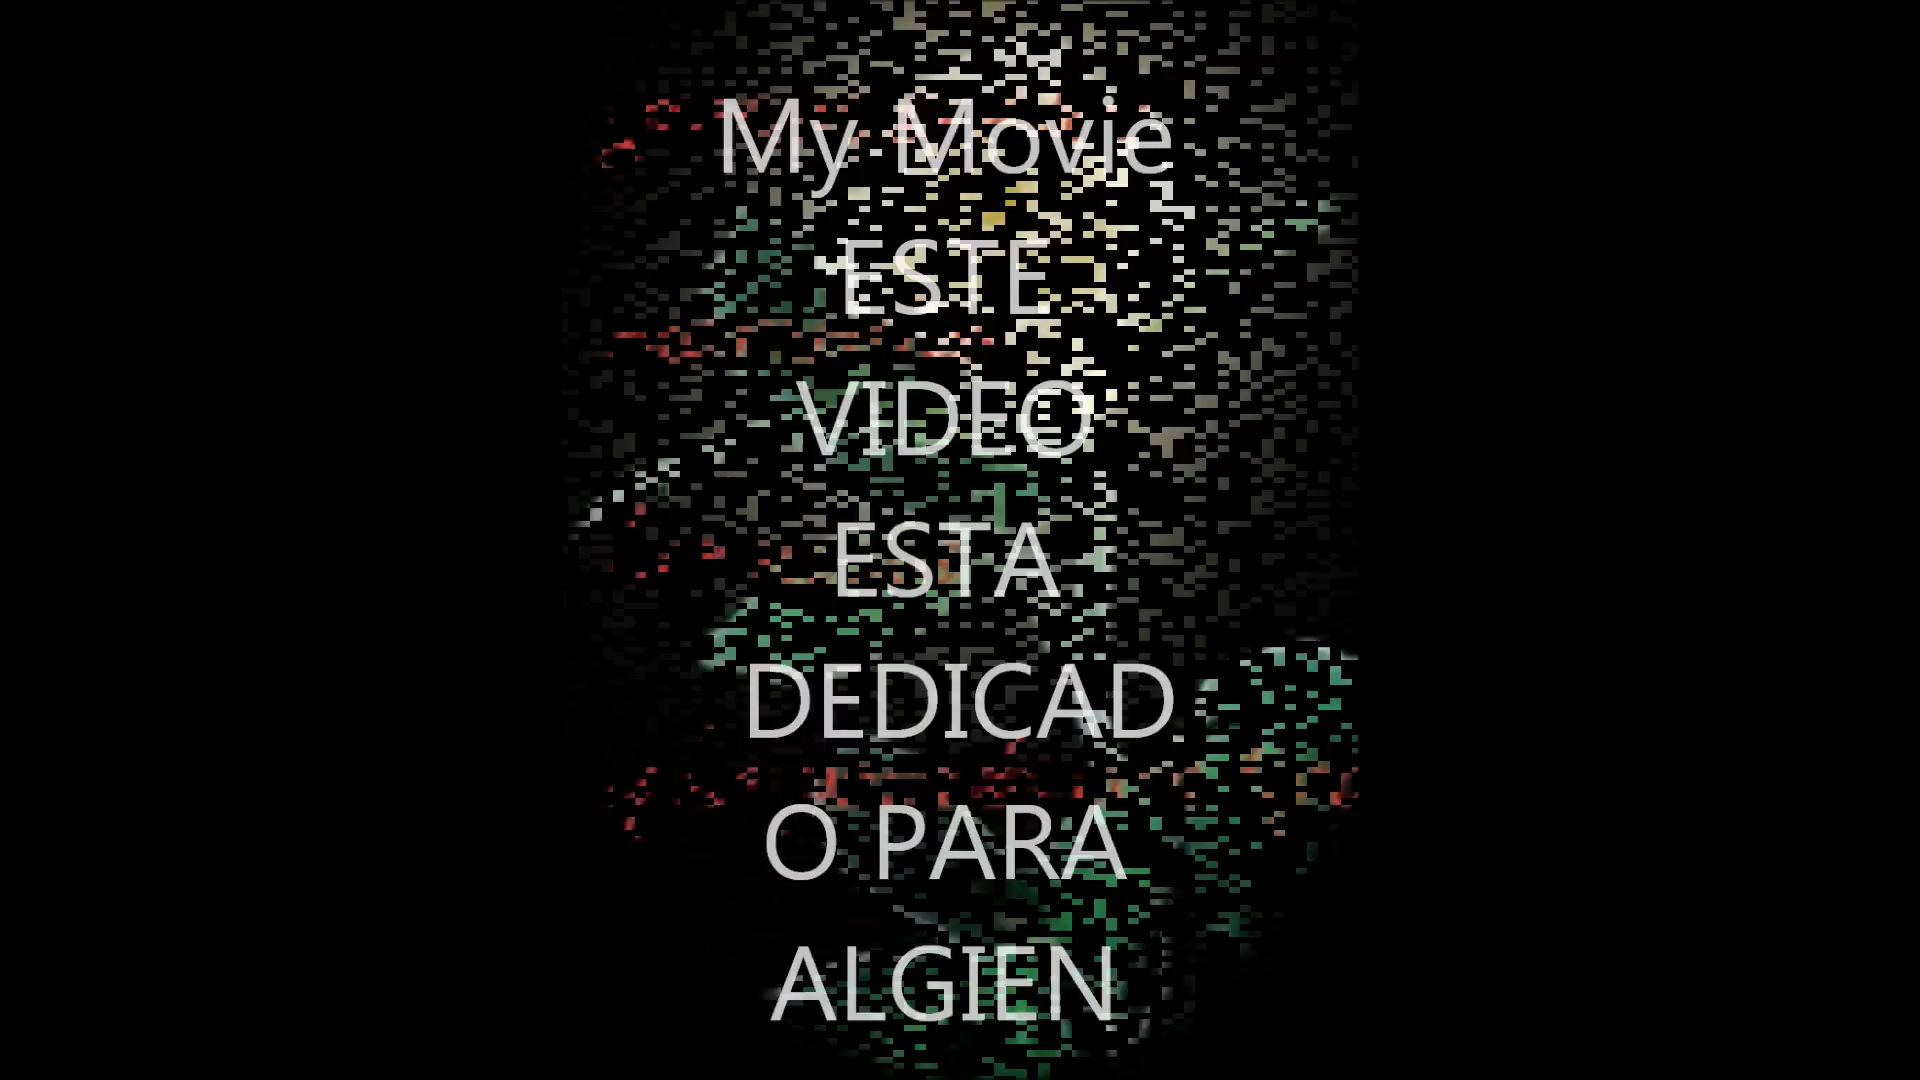 My Movie
ESTE
VIDEO
ESTA
DEDICAD
O PARA
ALGIEN